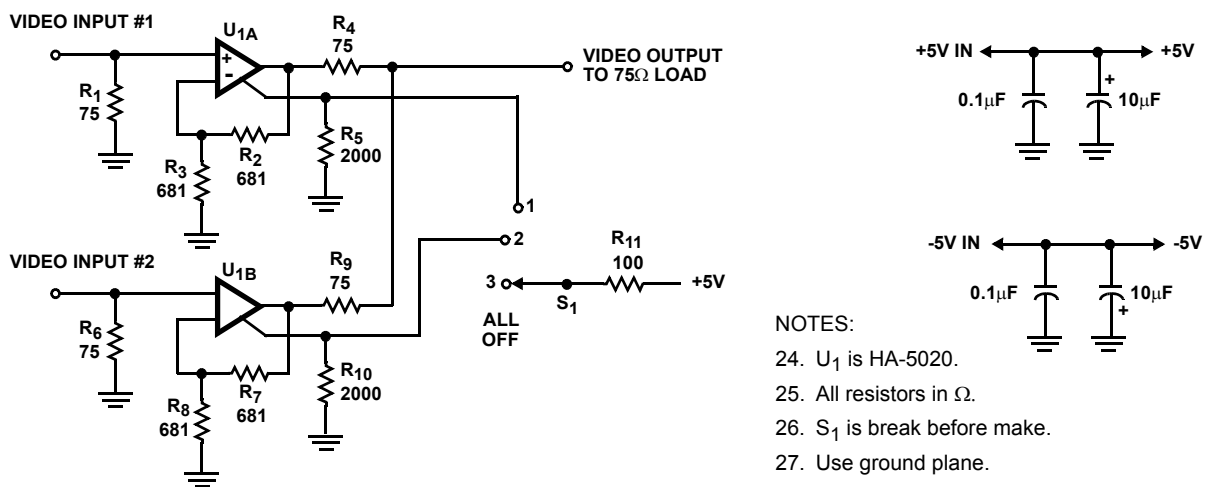 VIDEO INPUT #1
U1A
+
-
R4
75
VIDEO OUTPUT
TO 75Ω LOAD
R1
75
R2
681
R3
681
R5
2000
1
2
3
ALL
OFF
S1
R11
100
+5V
VIDEO INPUT #2
U1B
R9
75
R6
75
R7
681
R8
681
R10
2000
+5V IN
+5V
0.1μF
+
10μF
-5V IN
-5V
0.1μF
10μF
+
NOTES:
24. U1 is HA-5020.
25. All resistors in Ω.
26. S1 is break before make.
27. Use ground plane.